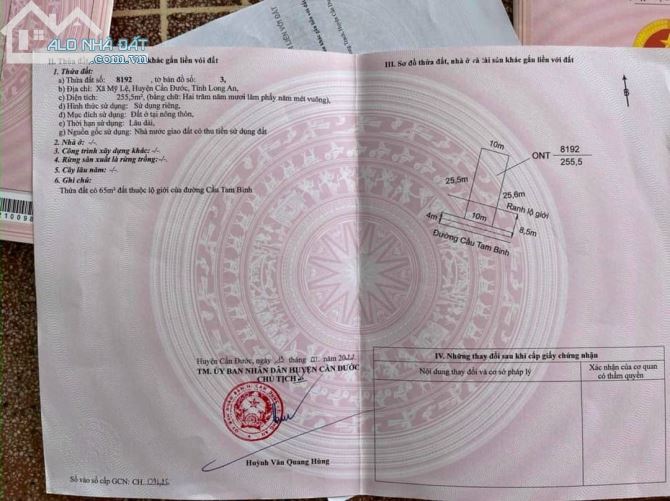 ALO NHÀ ĐẤT
II. Thửa đất, khác gắn liền với đất
1. Thửa đất:
a) Thửa đất số: 8192, tờ bản đồ số: 3,
b) Địa chỉ: Xã Mỹ Lệ, Huyện Cần Đước, Tỉnh Long An,
c) Diện tích: 255,5m² (bằng chữ: Hai trăm năm mươi lăm phẩy năm mét vuông),
d) Hình thức sử dụng: Sử dụng riêng,
đ) Mục đích sử dụng: Đất ở tại nông thôn,
e) Thời hạn sử dụng: Lâu dài,
g) Nguồn gốc sử dụng: Nhà nước giao đất có thu tiền sử dụng đất
2. Nhà ở: -/-
3. Công trình xây dựng khác: -/-
4. Rừng sản xuất là rừng trồng: -/-
5. Cây lâu năm: -/-
6. Ghi chú:
Thửa đất có 65m² đất thuộc lộ giới của đường Cầu Tam Bình
Huyện Cần Đước, ngày tháng năm
TM. ỦY BAN NHÂN DÂN HUYỆN CẦN ĐƯỚC
CHỦ TỊCH
Huỳnh Văn Quang Hùng
Số vào sổ cấp GCN: CH
III. Sơ đồ thửa đất, nhà ở và tài sản khác gắn liền với đất
B
10m
ONT 8192
255,5
25,5m
25,6m
Ranh lộ giới
4m
10m
8,5m
Đường Cầu Tam Bình
IV. Những thay đổi sau khi cấp giấy chứng nhận
Nội dung thay đổi và cơ sở pháp lý
Xác nhận của cơ quan
có thẩm quyền